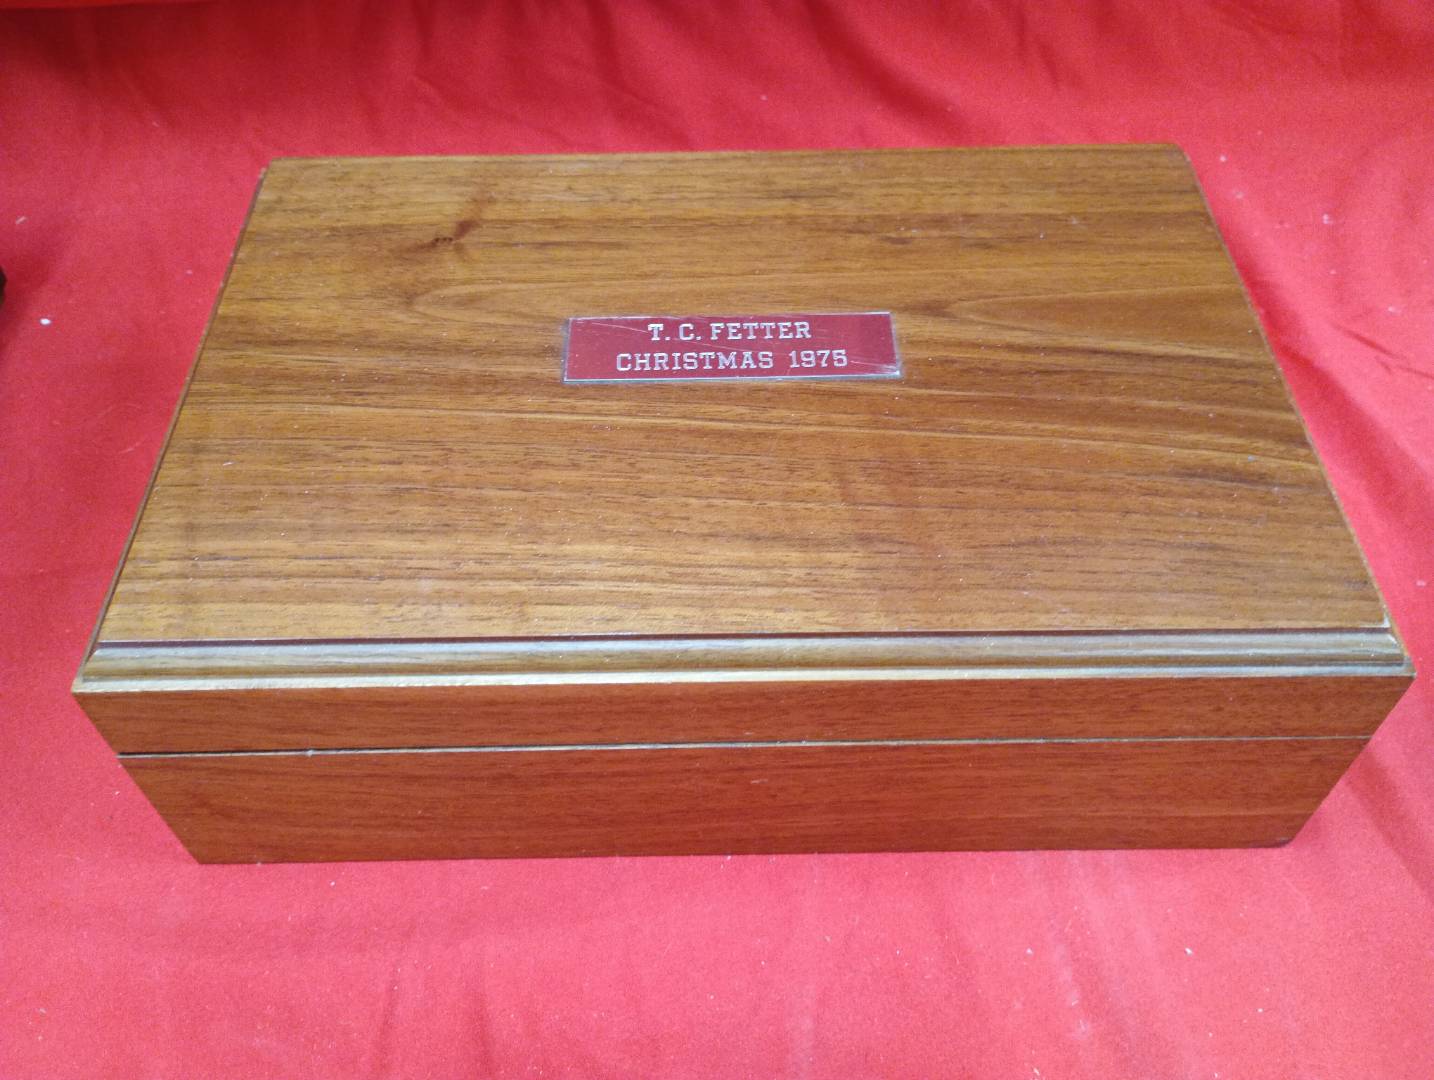 T. C. FETTER
CHRISTMAS 1975